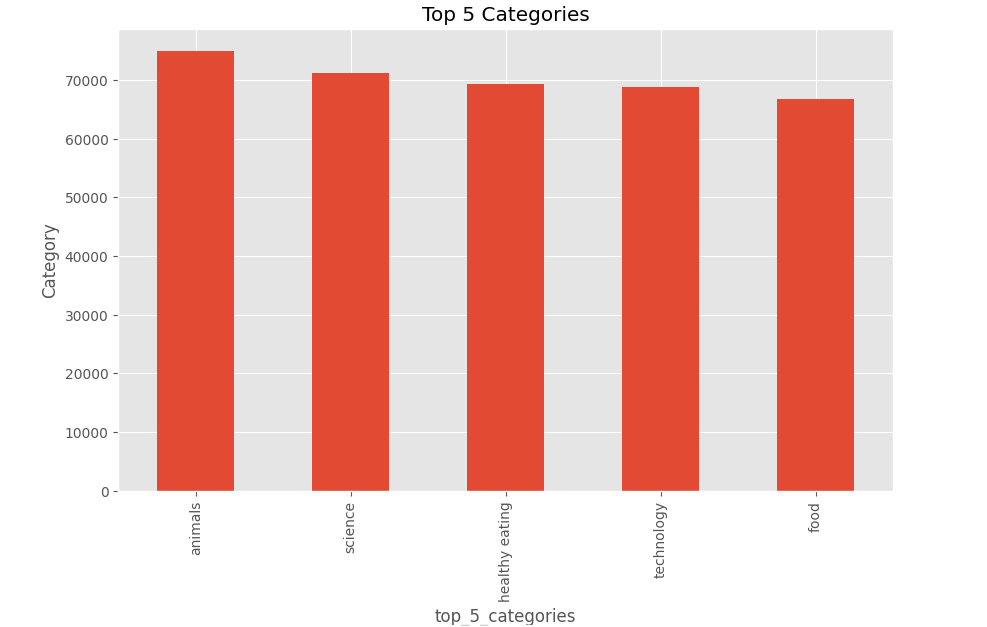 Top 5 Categories
70000
60000
50000
40000
30000
20000
10000
0
Category
animals
science
healthy eating
technology
food
top_5_categories